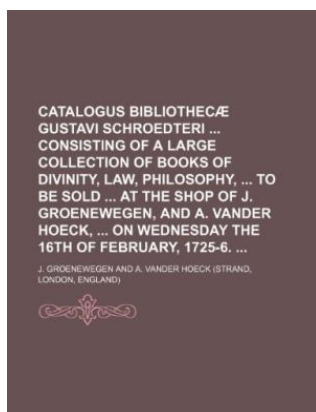 CATALOGUS BIBLIOTHECÆ
GUSTAVI SCHROEDTERI ...
CONSISTING OF A LARGE
COLLECTION OF BOOKS OF
DIVINITY, LAW, PHILOSOPHY, ... TO
BE SOLD ... AT THE SHOP OF J.
GROENEWEGEN, AND A. VANDER
HOECK, ... ON WEDNESDAY THE
16TH OF FEBRUARY, 1725-6. ...
J. GROENEWEGEN AND A. VANDER HOECK (STRAND,
LONDON, ENGLAND)